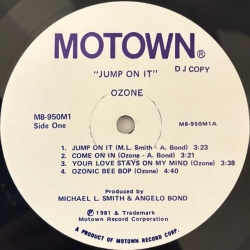 MOTOWN®
"JUMP ON IT"
DJ COPY
OZONE
M8-950M1
Side One
M8-950M1A
1. JUMP ON IT (M.L. Smith - A. Bond) 3:23
2. COME ON IN (Ozone - A. Bond) 3:35
3. YOUR LOVE STAYS ON MY MIND (Ozone) 3:38
4. OZONIC BEE BOP (Ozone) 4:35
Produced by
MICHAEL L. SMITH & ANGELO BOND
℗ 1981 & Trademark
Motown Record Corporation
A PRODUCT OF MOTOWN RECORD CORP.